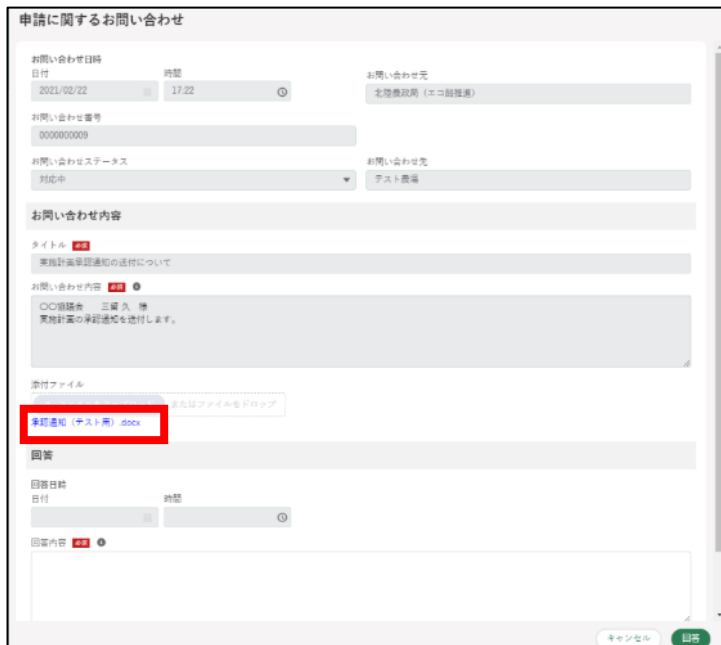 申請に関するお問い合わせ
お問い合わせ日時
日付 時間 お問い合わせ元
2021/02/22 17:22 北陸農政局（エコ部推進）
お問い合わせ番号
0000000009
お問い合わせステータス お問い合わせ先
対応中 テスト農場
お問い合わせ内容
タイトル 必須
実施計画承認通知の送付について
お問い合わせ内容 必須
〇〇協議会 三留 久 様
実施計画の承認通知を送付します。
添付ファイル
またはファイルをドロップ
承認通知（テスト用）.docx
回答
回答日時
日付 時間
回答内容 必須
キャンセル 回答